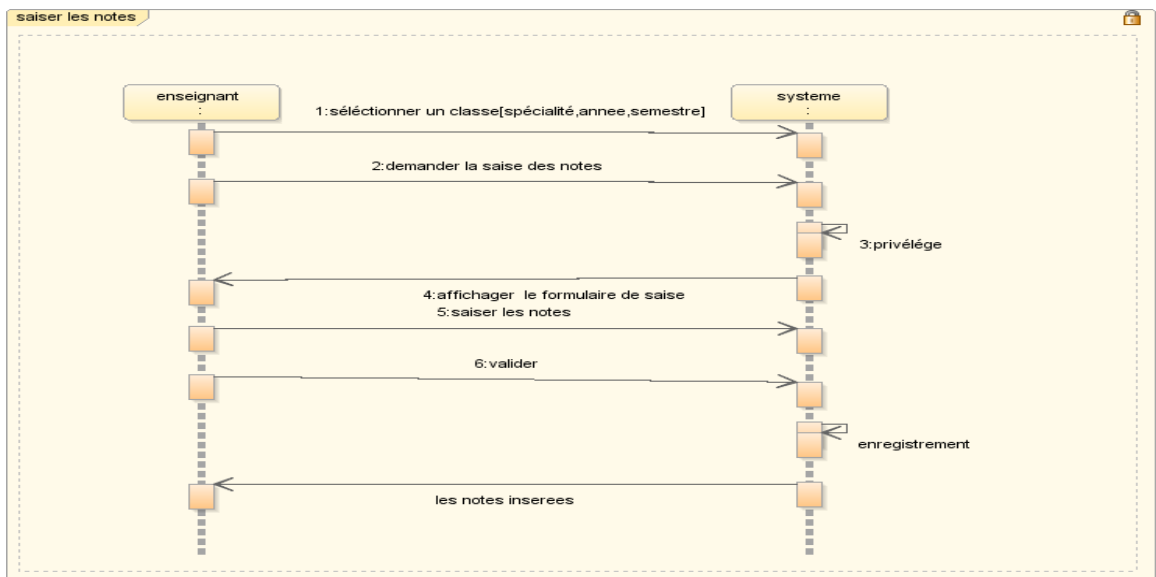 saiser les notes
enseignant
:
systeme
:
1:séléctionner un classe[spécialité,annee,semestre]
2:demander la saise des notes
3:privélége
4:affichager le formulaire de saise
5:saiser les notes
6:valider
enregistrement
les notes inserees